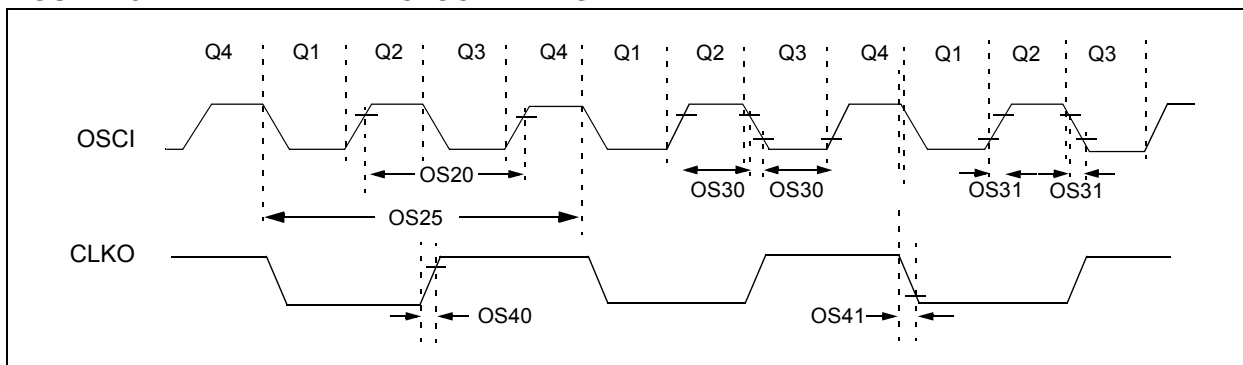 Q4 Q1 Q2 Q3 Q4 Q1 Q2 Q3 Q4 Q1 Q2 Q3
OSCI
OS20
OS30 OS30
OS31 OS31
OS25
CLKO
OS40
OS41